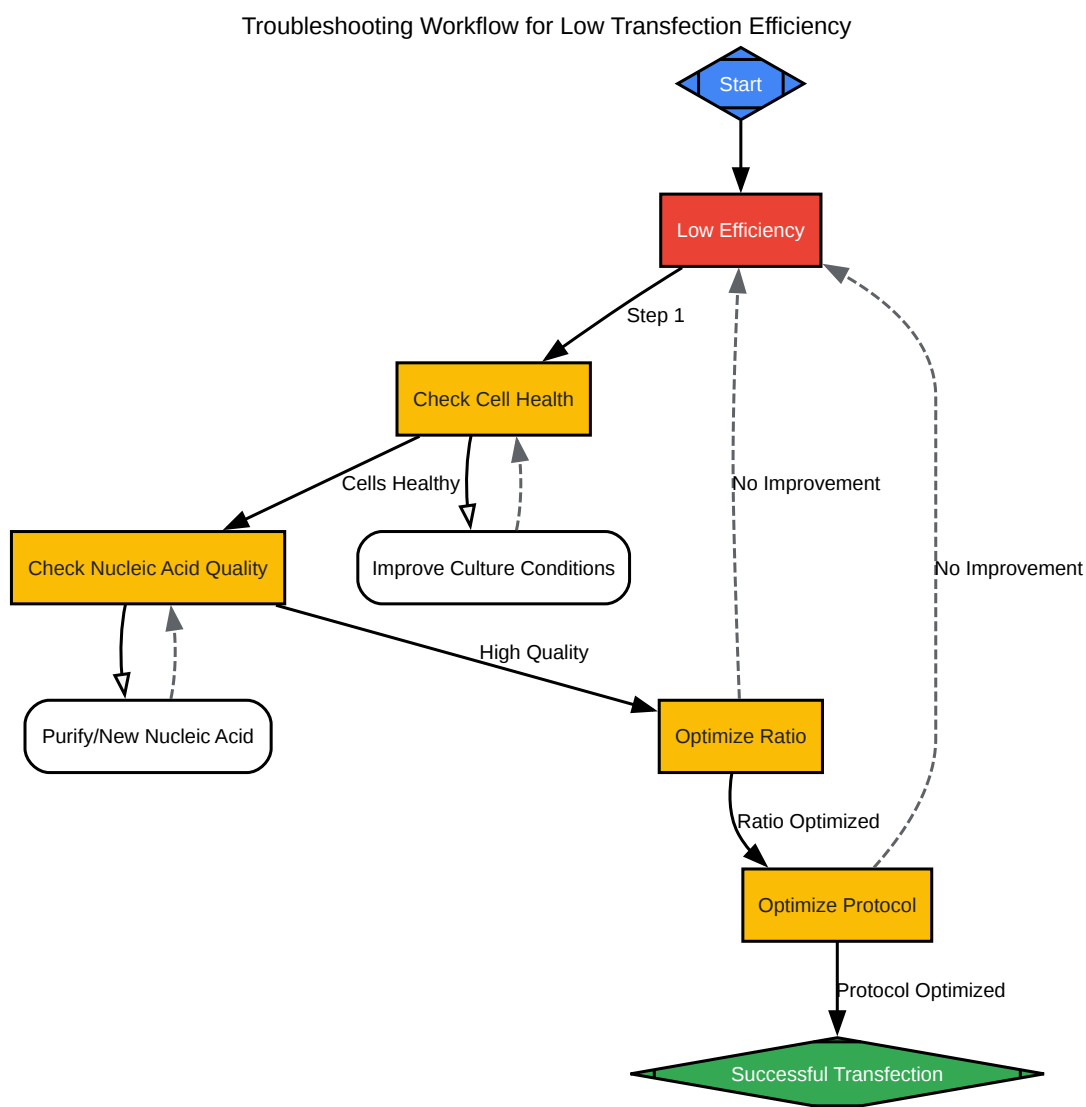 Troubleshooting Workflow for Low Transfection Efficiency
Start
Low Efficiency
Step 1
Check Cell Health
Cells Healthy
No Improvement
Check Nucleic Acid Quality
Improve Culture Conditions
No Improvement
High Quality
Purify/New Nucleic Acid
Optimize Ratio
Ratio Optimized
Optimize Protocol
Protocol Optimized
Successful Transfection